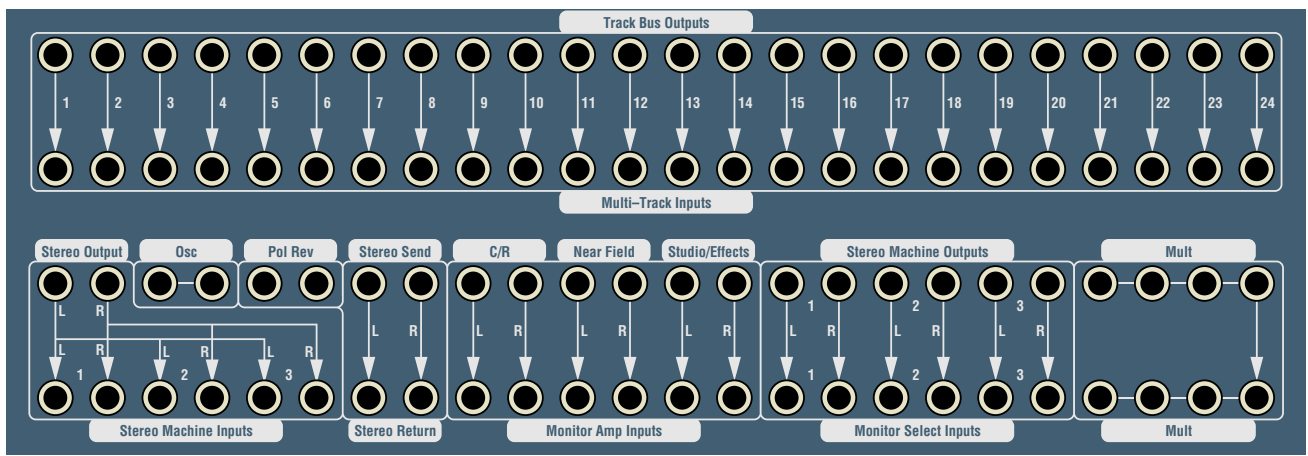 Track Bus Outputs
1 2 3 4 5 6 7 8 9 10 11 12 13 14 15 16 17 18 19 20 21 22 23 24
Multi–Track Inputs
Stereo Output Osc Pol Rev Stereo Send C/R Near Field Studio/Effects Stereo Machine Outputs Mult
1 2 3
L R
L R L R L R L R L R L R L R
L R L R L R
1 2 3 1 2 3
Stereo Machine Inputs Stereo Return Monitor Amp Inputs Monitor Select Inputs Mult